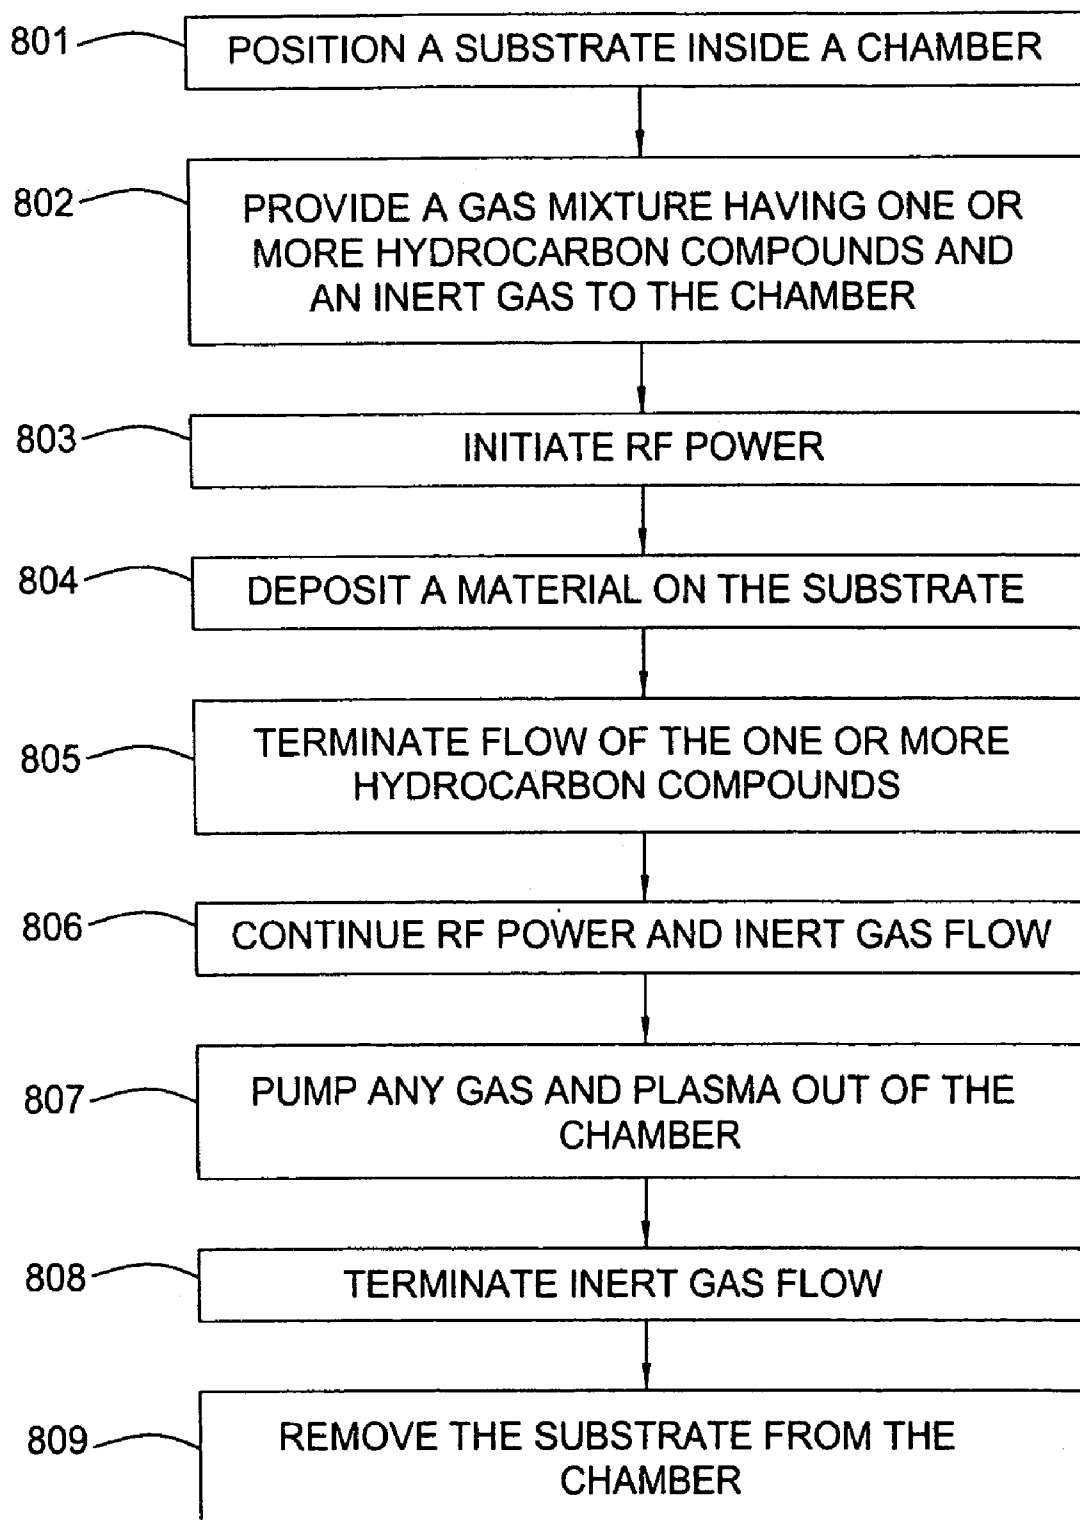 801
POSITION A SUBSTRATE INSIDE A CHAMBER
802
PROVIDE A GAS MIXTURE HAVING ONE OR
MORE HYDROCARBON COMPOUNDS AND
AN INERT GAS TO THE CHAMBER
803
INITIATE RF POWER
804
DEPOSIT A MATERIAL ON THE SUBSTRATE
805
TERMINATE FLOW OF THE ONE OR MORE
HYDROCARBON COMPOUNDS
806
CONTINUE RF POWER AND INERT GAS FLOW
807
PUMP ANY GAS AND PLASMA OUT OF THE
CHAMBER
808
TERMINATE INERT GAS FLOW
809
REMOVE THE SUBSTRATE FROM THE
CHAMBER